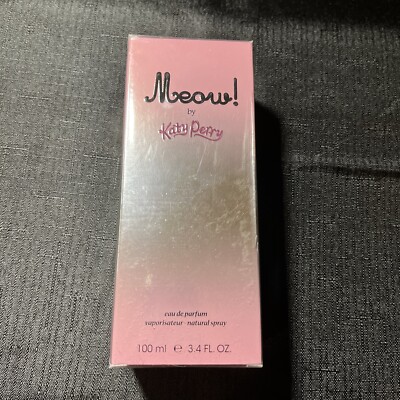 Meow!
by
Katy Perry
eau de parfum
vaporisateur - natural spray
100 ml ℮ 3.4 FL. OZ.